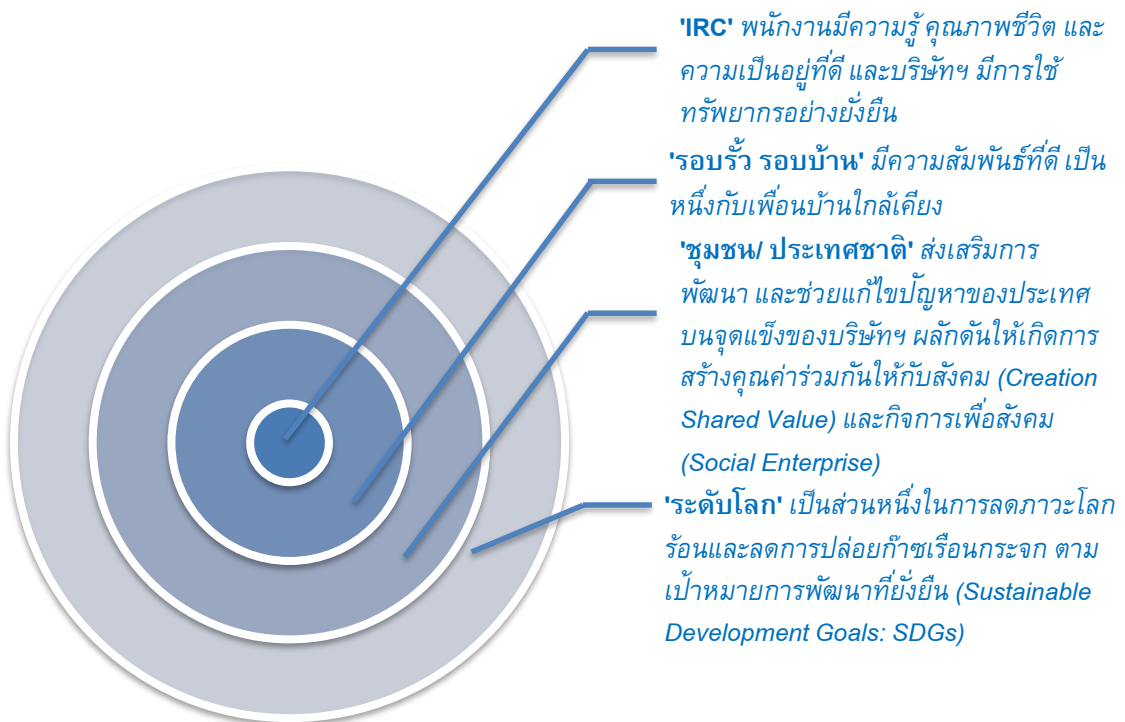 'IRC' พนักงานมีความรู้ คุณภาพชีวิต และ
ความเป็นอยู่ที่ดี และบริษัทฯ มีการใช้
ทรัพยากรอย่างยั่งยืน
'รอบรั้ว รอบบ้าน' มีความสัมพันธ์ที่ดี เป็น
หนึ่งกับเพื่อนบ้านใกล้เคียง
'ชุมชน/ ประเทศชาติ' ส่งเสริมการ
พัฒนา และช่วยแก้ไขปัญหาของประเทศ
บนจุดแข็งของบริษัทฯ ผลักดันให้เกิดการ
สร้างคุณค่าร่วมกันให้กับสังคม (Creation
Shared Value) และกิจการเพื่อสังคม
(Social Enterprise)
'ระดับโลก' เป็นส่วนหนึ่งในการลดภาวะโลก
ร้อนและลดการปล่อยก๊าซเรือนกระจก ตาม
เป้าหมายการพัฒนาที่ยั่งยืน (Sustainable
Development Goals: SDGs)